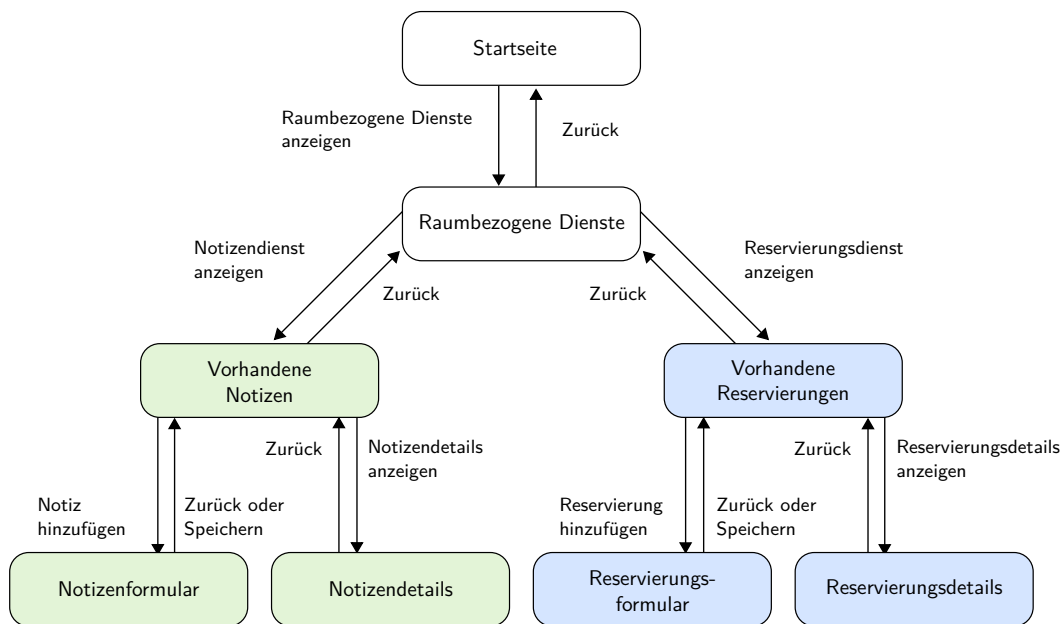 Startseite
Raumbezogene Dienste
anzeigen
Zurück
Raumbezogene Dienste
Notizendienst
anzeigen
Zurück
Zurück
Reservierungsdienst
anzeigen
Vorhandene
Notizen
Vorhandene
Reservierungen
Notiz
hinzufügen
Zurück oder
Speichern
Zurück
Notizendetails
anzeigen
Reservierung
hinzufügen
Zurück oder
Speichern
Zurück
Reservierungsdetails
anzeigen
Notizenformular
Notizendetails
Reservierungs-
formular
Reservierungsdetails